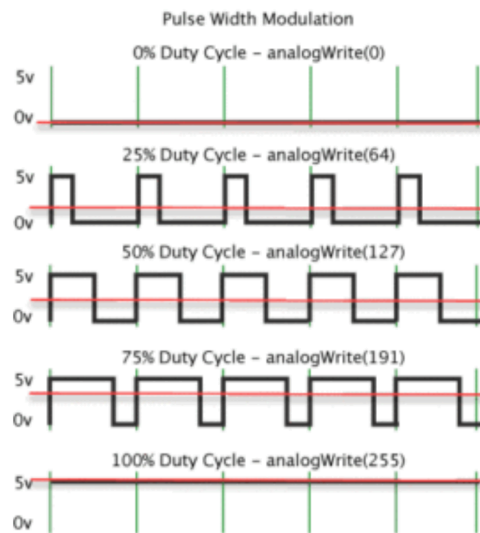 Pulse Width Modulation
0% Duty Cycle – analogWrite(0)
5v
0v
25% Duty Cycle – analogWrite(64)
5v
0v
50% Duty Cycle – analogWrite(127)
5v
0v
75% Duty Cycle – analogWrite(191)
5v
0v
100% Duty Cycle – analogWrite(255)
5v
0v